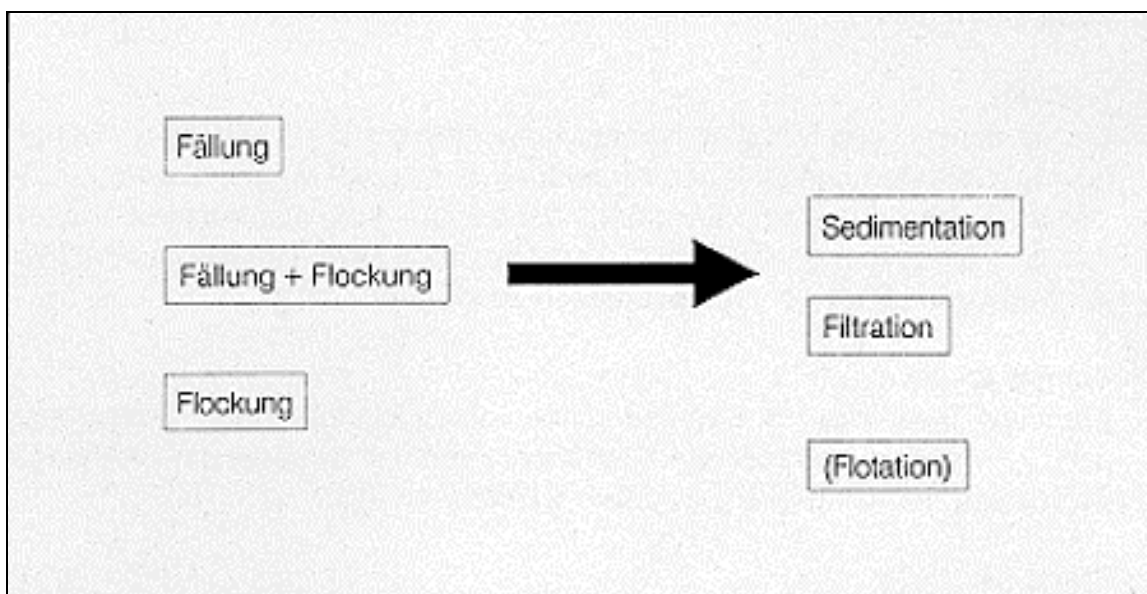 Fällung
Fällung + Flockung
Flockung
Sedimentation
Filtration
(Flotation)